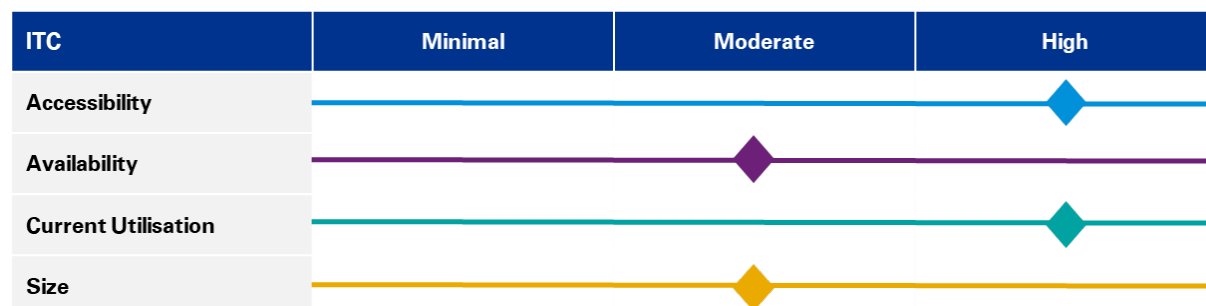 ITC Minimal Moderate High
Accessibility
Availability
Current Utilisation
Size